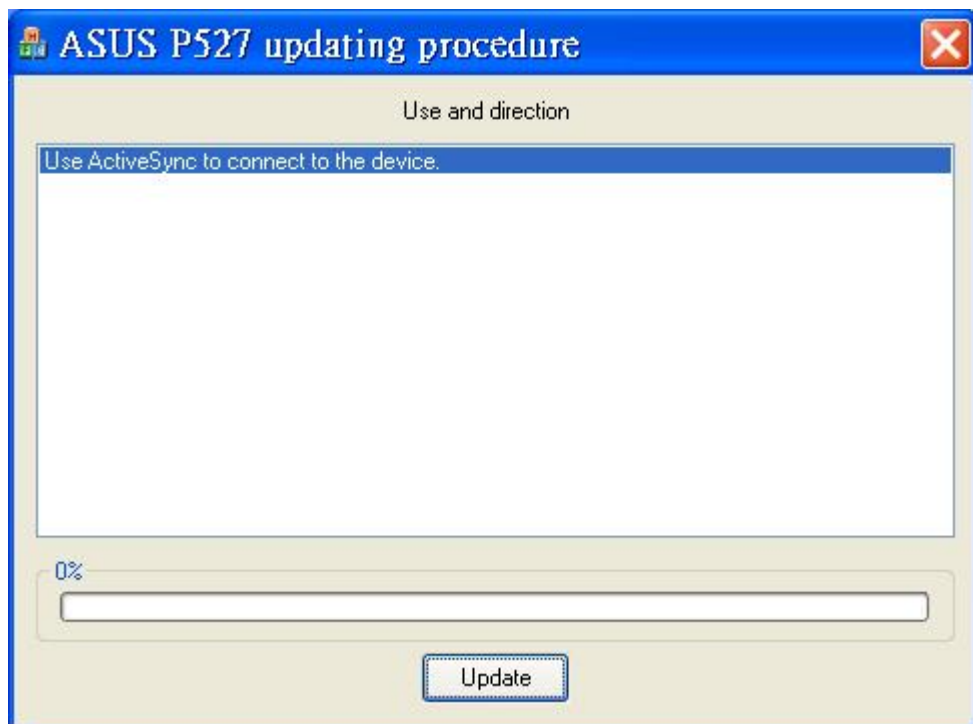 ASUS P527 updating procedure
Use and direction
Use ActiveSync to connect to the device.
0%
Update